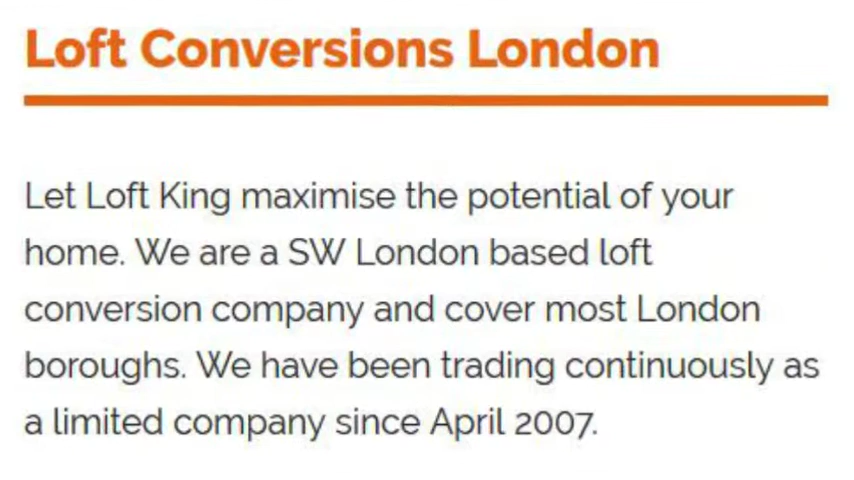 Loft Conversions London
Let Loft King maximise the potential of your
home. We are a SW London based loft
conversion company and cover most London
boroughs. We have been trading continuously as
a limited company since April 2007.